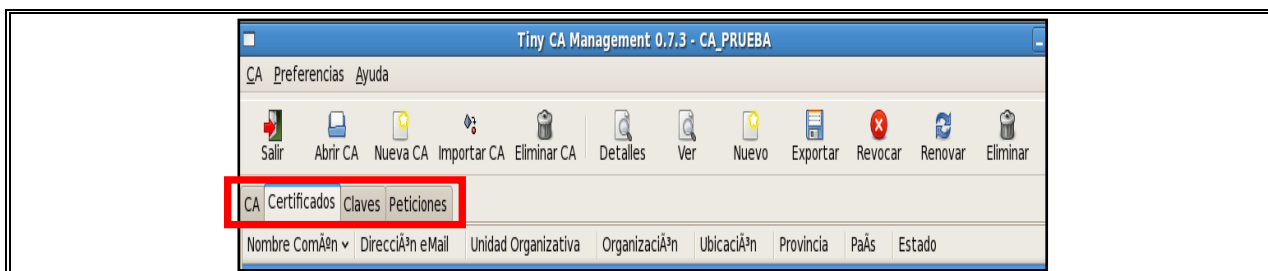 Tiny CA Management 0.7.3 - CA_PRUEBA
CA Preferencias Ayuda
Salir Abrir CA Nueva CA Importar CA Eliminar CA Detalles Ver Nuevo Exportar Revocar Renovar Eliminar
CA Certificados Claves Peticiones
Nombre ComÃºn DirecciÃ³n eMail Unidad Organizativa OrganizaciÃ³n UbicaciÃ³n Provincia PaÃs Estado